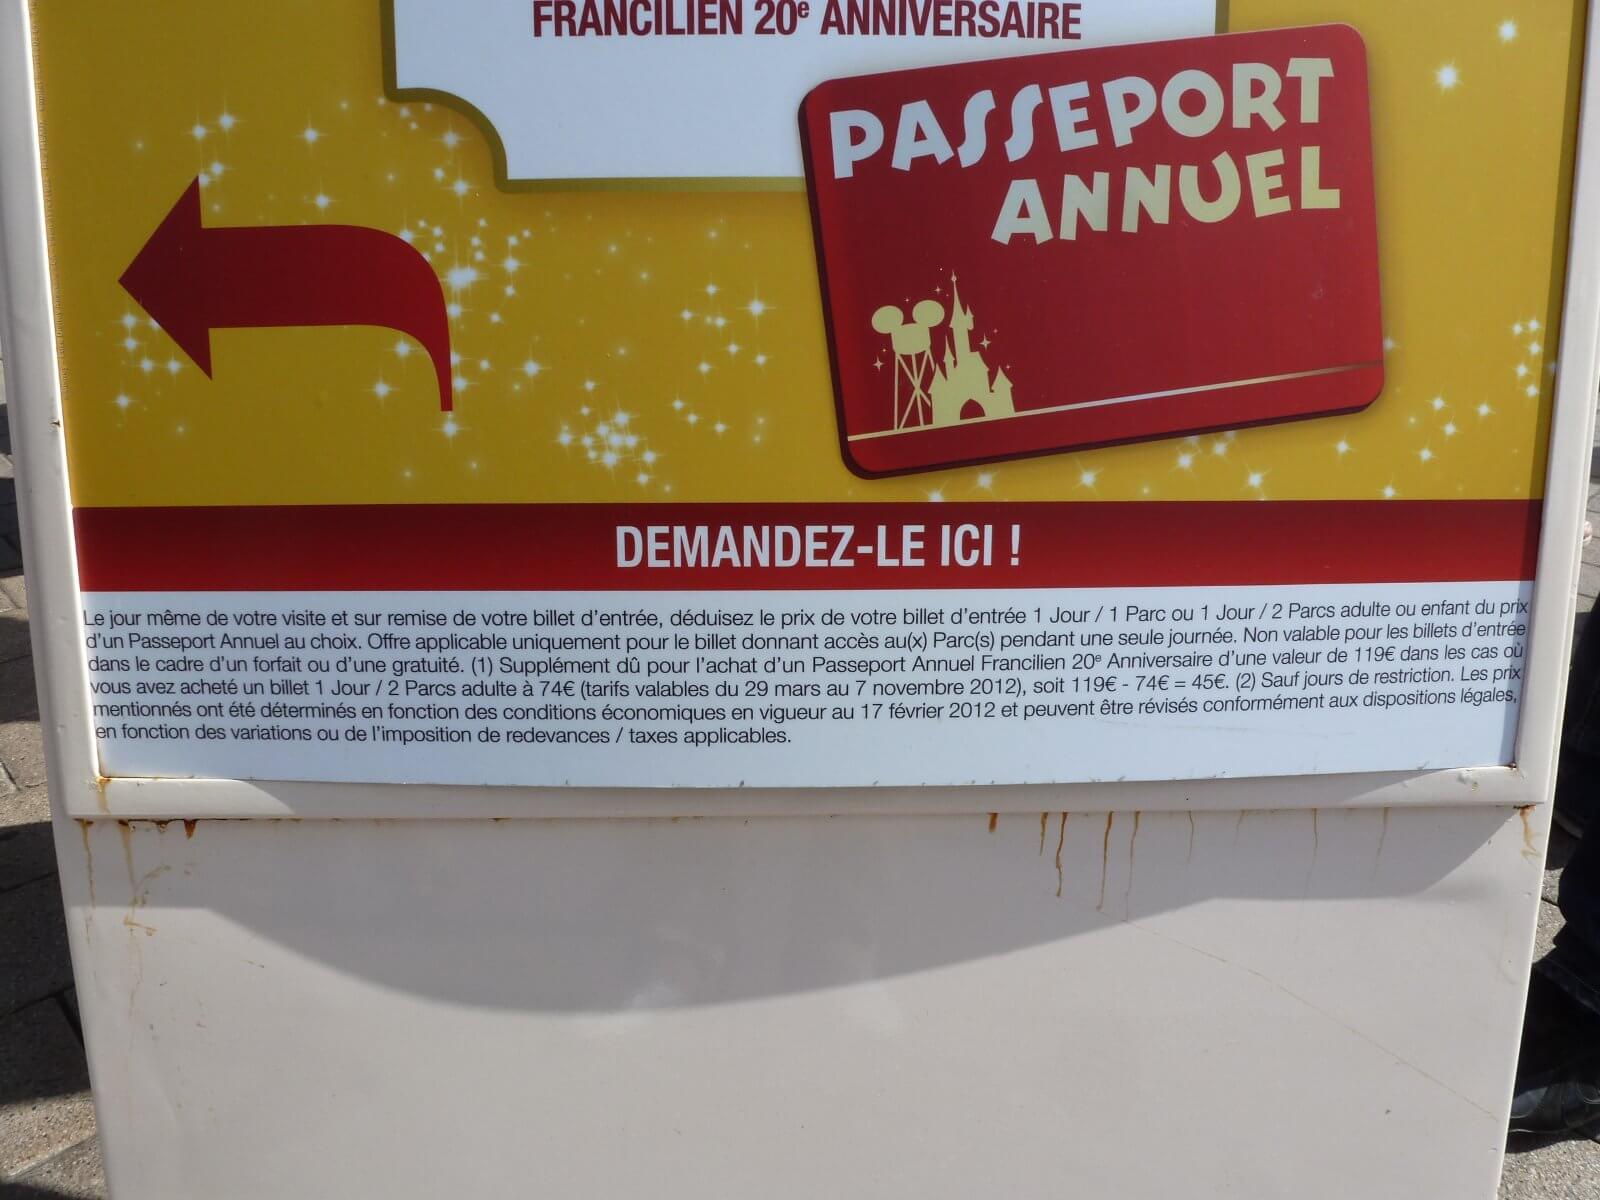 FRANCILIEN 20e ANNIVERSAIRE
PASSEPORT
ANNUEL
DEMANDEZ-LE ICI !
Le jour même de votre visite et sur remise de votre billet d'entrée, déduisez le prix de votre billet d'entrée 1 Jour / 1 Parc ou 1 Jour / 2 Parcs adulte ou enfant du prix
d'un Passeport Annuel au choix. Offre applicable uniquement pour le billet donnant accès au(x) Parc(s) pendant une seule journée. Non valable pour les billets d'entrée
dans le cadre d'un forfait ou d'une gratuité. (1) Supplément dû pour l'achat d'un Passeport Annuel Francilien 20e Anniversaire d'une valeur de 119€ dans les cas où
vous avez acheté un billet 1 Jour / 2 Parcs adulte à 74€ (tarifs valables du 29 mars au 7 novembre 2012), soit 119€ - 74€ = 45€. (2) Sauf jours de restriction. Les prix
mentionnés ont été déterminés en fonction des conditions économiques en vigueur au 17 février 2012 et peuvent être révisés conformément aux dispositions légales,
en fonction des variations ou de l'imposition de redevances / taxes applicables.